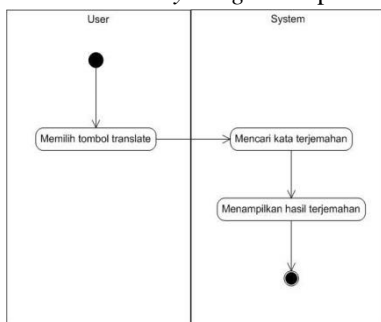 User
System
Memilih tombol translate
Mencari kata terjemahan
Menampilkan hasil terjemahan